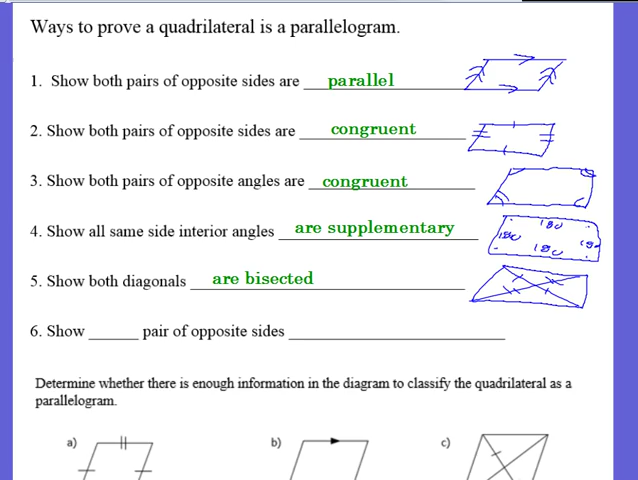 Ways to prove a quadrilateral is a parallelogram.
1. Show both pairs of opposite sides are parallel
2. Show both pairs of opposite sides are congruent
3. Show both pairs of opposite angles are congruent
4. Show all same side interior angles are supplementary
180
180
180
180
5. Show both diagonals are bisected
6. Show ______ pair of opposite sides ______
Determine whether there is enough information in the diagram to classify the quadrilateral as a
parallelogram.
a) b) c)